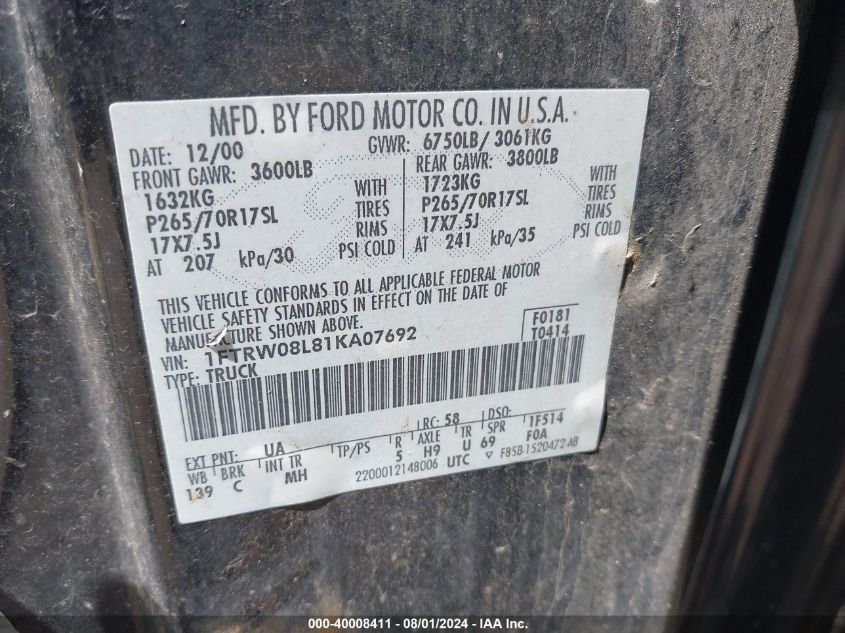 MFD. BY FORD MOTOR CO. IN U.S.A.
DATE: 12/00 GVWR: 6750LB/ 3061KG
FRONT GAWR: 3600LB REAR GAWR: 3800LB
1632KG WITH 1723KG WITH
P265/70R17SL TIRES P265/70R17SL TIRES
17X7.5J RIMS 17X7.5J RIMS
AT 207 kPa/30 PSI COLD AT 241 kPa/35 PSI COLD
THIS VEHICLE CONFORMS TO ALL APPLICABLE FEDERAL MOTOR
VEHICLE SAFETY STANDARDS IN EFFECT ON THE DATE OF
MANUFACTURE SHOWN ABOVE.
VIN: 1FTRW08L81KA07692 F0181
TYPE: TRUCK T0414
EXT PNT: UA RC: 58 DSO:
WB BRK INT TR TP/PS R AXLE TR SPR 1F514
139 C MH 5 H9 U 69 F0A
2200012148006 UTC ▽ F85B-1520472-AB
000-40008411 - 08/01/2024 - IAAI, Inc.